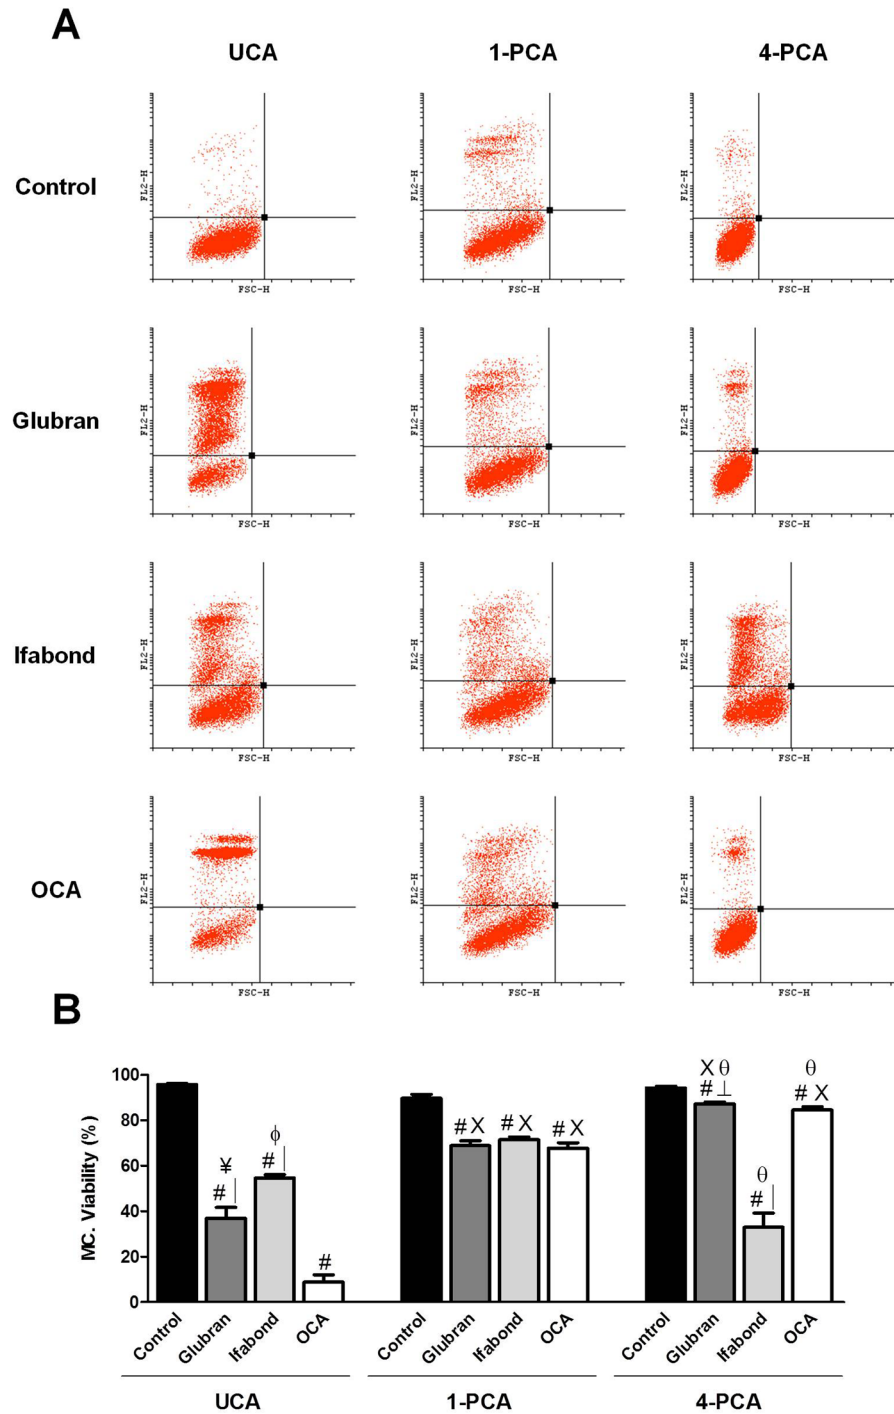 A
UCA 1-PCA 4-PCA
Control
FL2-H FL2-H FL2-H
FSC-H FSC-H FSC-H
Glubran
FL2-H FL2-H FL2-H
FSC-H FSC-H FSC-H
Ifabond
FL2-H FL2-H FL2-H
FSC-H FSC-H FSC-H
OCA
FL2-H FL2-H FL2-H
FSC-H FSC-H FSC-H
B
MC. Viability (%)
100
80
60
40
20
0
¥
#|
ϕ
#|
#
#X
#X
#X
Xθ
#⊥
θ
#|
θ
#X
Control Glubran Ifabond OCA Control Glubran Ifabond OCA Control Glubran Ifabond OCA
UCA 1-PCA 4-PCA